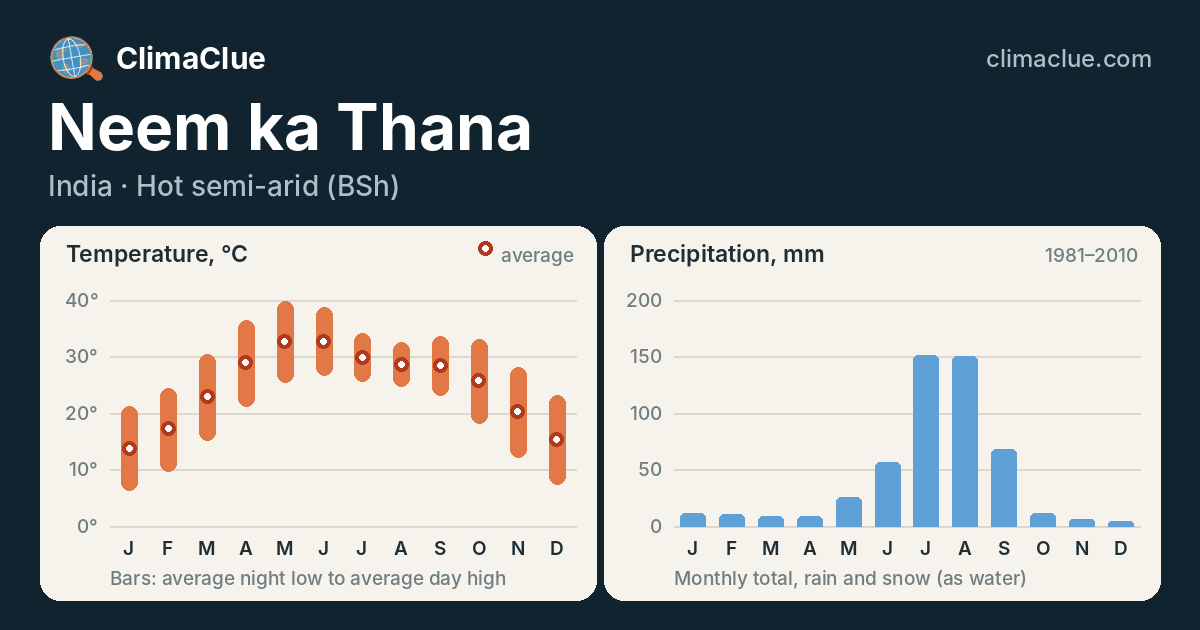 ClimaClue
climaclue.com
Neem ka Thana
India · Hot semi-arid (BSh)
Temperature, °C
average
40°
30°
20°
10°
0°
J F M A M J J A S O N D
Bars: average night low to average day high
Precipitation, mm
1981–2010
200
150
100
50
0
J F M A M J J A S O N D
Monthly total, rain and snow (as water)